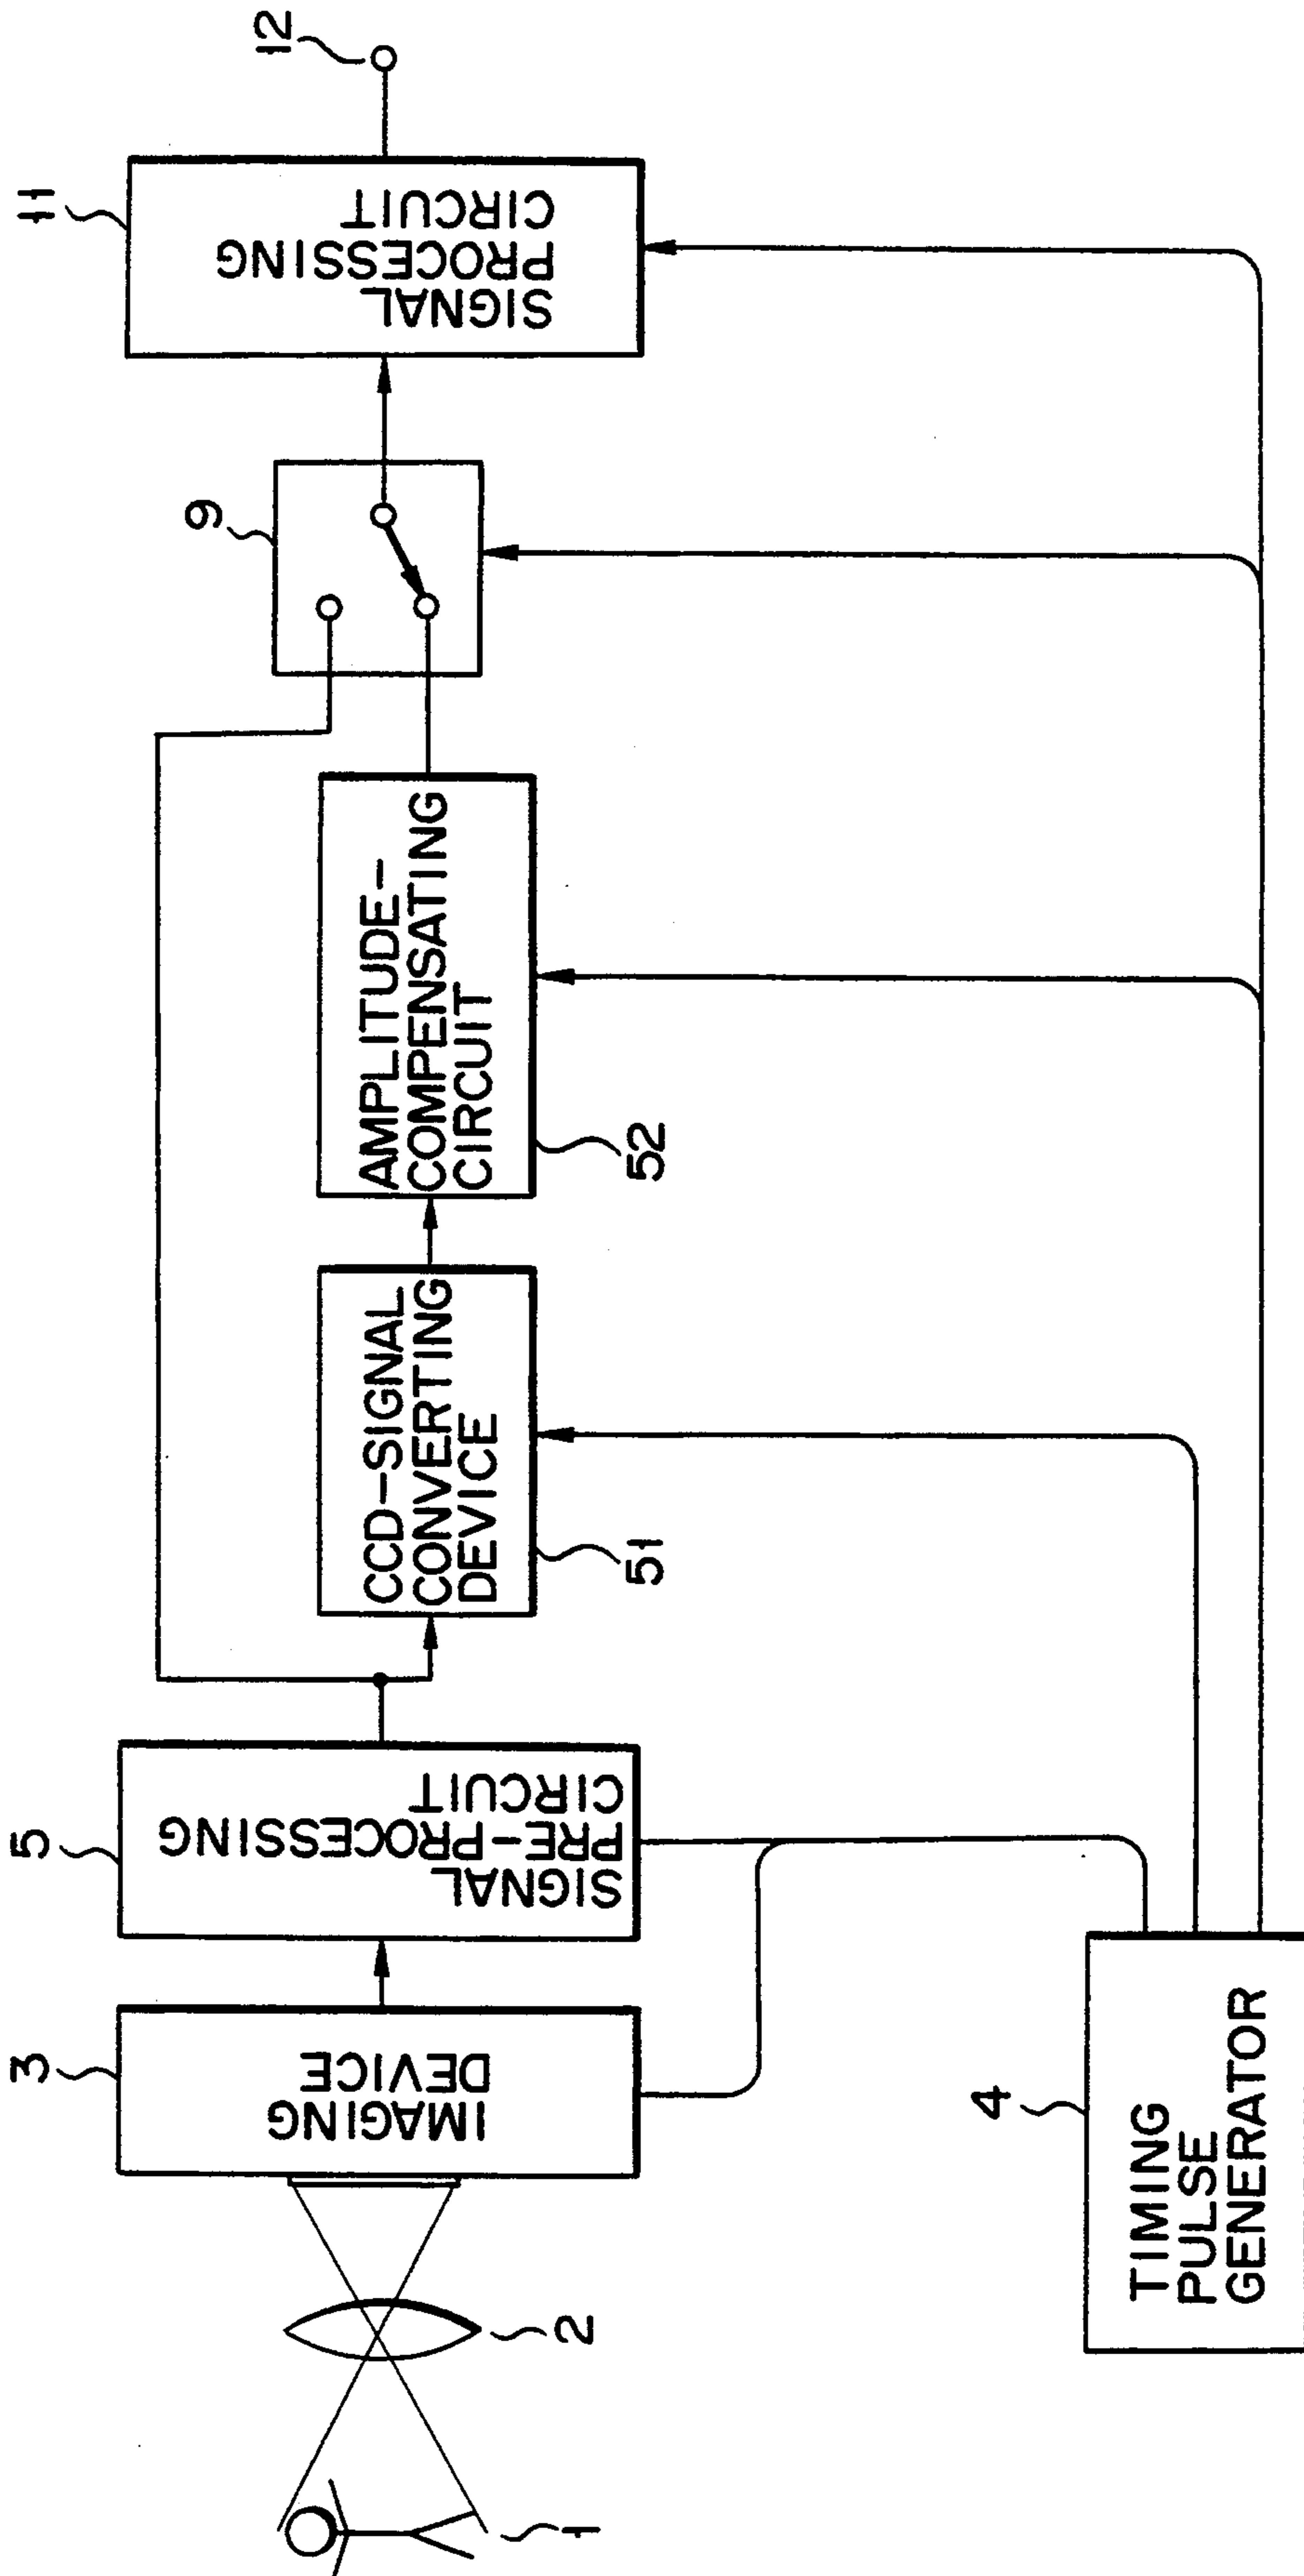 1
2
3
IMAGING
DEVICE
5
SIGNAL
PRE-PROCESSING
CIRCUIT
CCD-SIGNAL
CONVERTING
DEVICE
51
AMPLITUDE-
COMPENSATING
CIRCUIT
52
9
11
SIGNAL
PROCESSING
CIRCUIT
12
4
TIMING
PULSE
GENERATOR